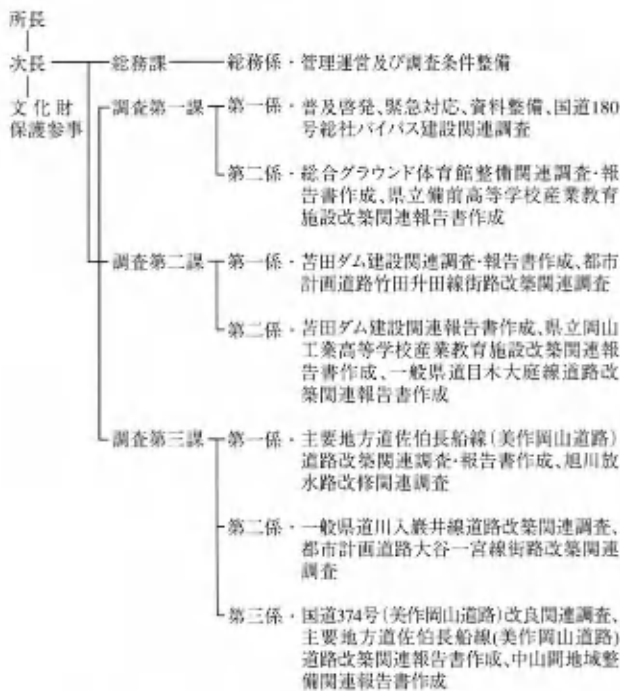 所長
次長
文化財
保護参事
総務課
総務係・管理運営及び調査条件整備
調査第一課
第一係・普及啓発、緊急対応、資料整備、国道180
号総社バイパス建設関連調査
第二係・総合グラウンド体育館整備関連調査・報
告書作成、県立備前高等学校産業教育
施設改築関連報告書作成
調査第二課
第一係・苫田ダム建設関連調査・報告書作成、都市
計画道路竹田升田線街路改築関連調査
第二係・苫田ダム建設関連報告書作成、県立岡山
工業高等学校産業教育施設改築関連報
告書作成、一般県道目木大庭線道路改
築関連報告書作成
調査第三課
第一係・主要地方道佐伯長船線(美作岡山道路)
道路改築関連調査・報告書作成、旭川放
水路改修関連調査
第二係・一般県道川入巌井線道路改築関連調査、
都市計画道路大谷一宮線街路改築関連
調査
第三係・国道374号(美作岡山道路)改良関連調査、
主要地方道佐伯長船線(美作岡山道路)
道路改築関連報告書作成、中山間地域整
備関連報告書作成